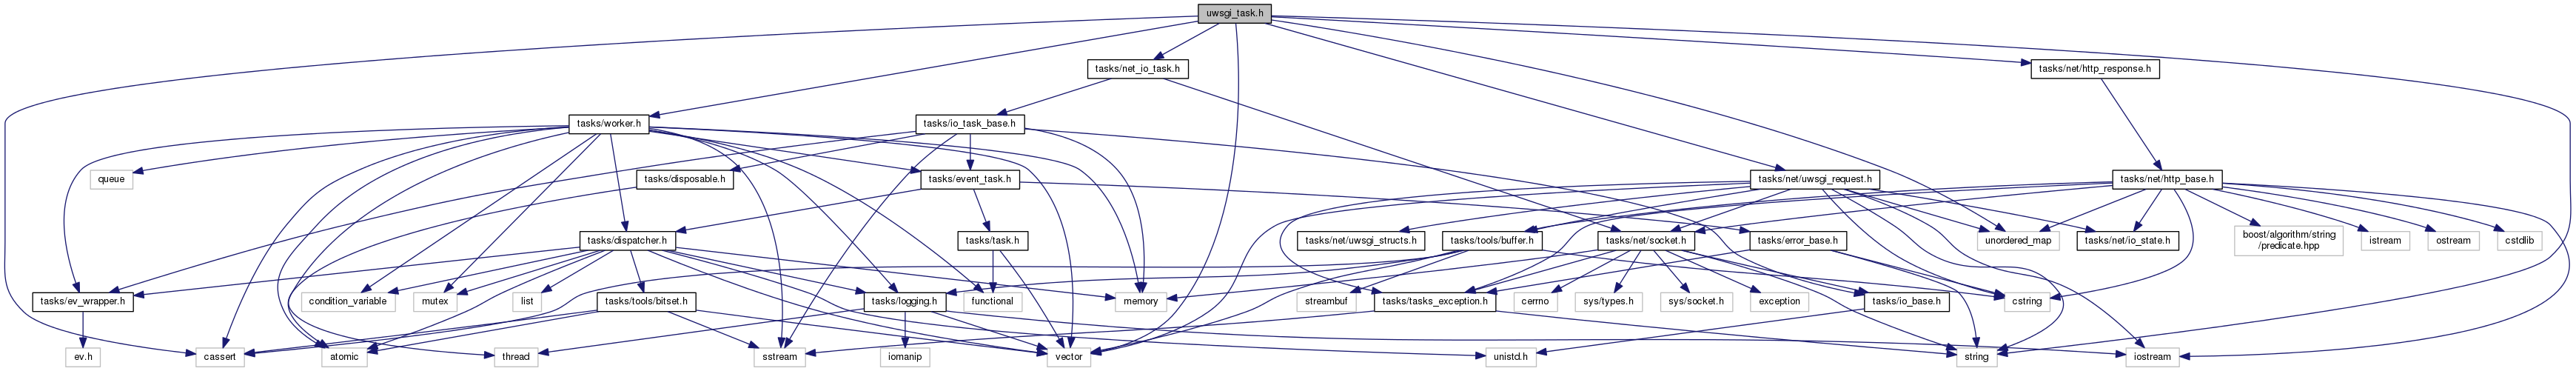 uwsgi_task.h
tasks/net_io_task.h
tasks/net/http_response.h
tasks/worker.h
tasks/io_task_base.h
queue
tasks/disposable.h
tasks/event_task.h
tasks/net/uwsgi_request.h
tasks/net/http_base.h
tasks/dispatcher.h
tasks/task.h
tasks/net/uwsgi_structs.h
tasks/tools/buffer.h
tasks/net/socket.h
tasks/error_base.h
unordered_map
tasks/net/io_state.h
boost/algorithm/string
/predicate.hpp
istream
ostream
cstdlib
tasks/ev_wrapper.h
condition_variable
mutex
list
tasks/tools/bitset.h
tasks/logging.h
functional
memory
streambuf
tasks/tasks_exception.h
cerrno
sys/types.h
sys/socket.h
exception
tasks/io_base.h
cstring
ev.h
cassert
atomic
thread
sstream
iomanip
vector
unistd.h
string
iostream